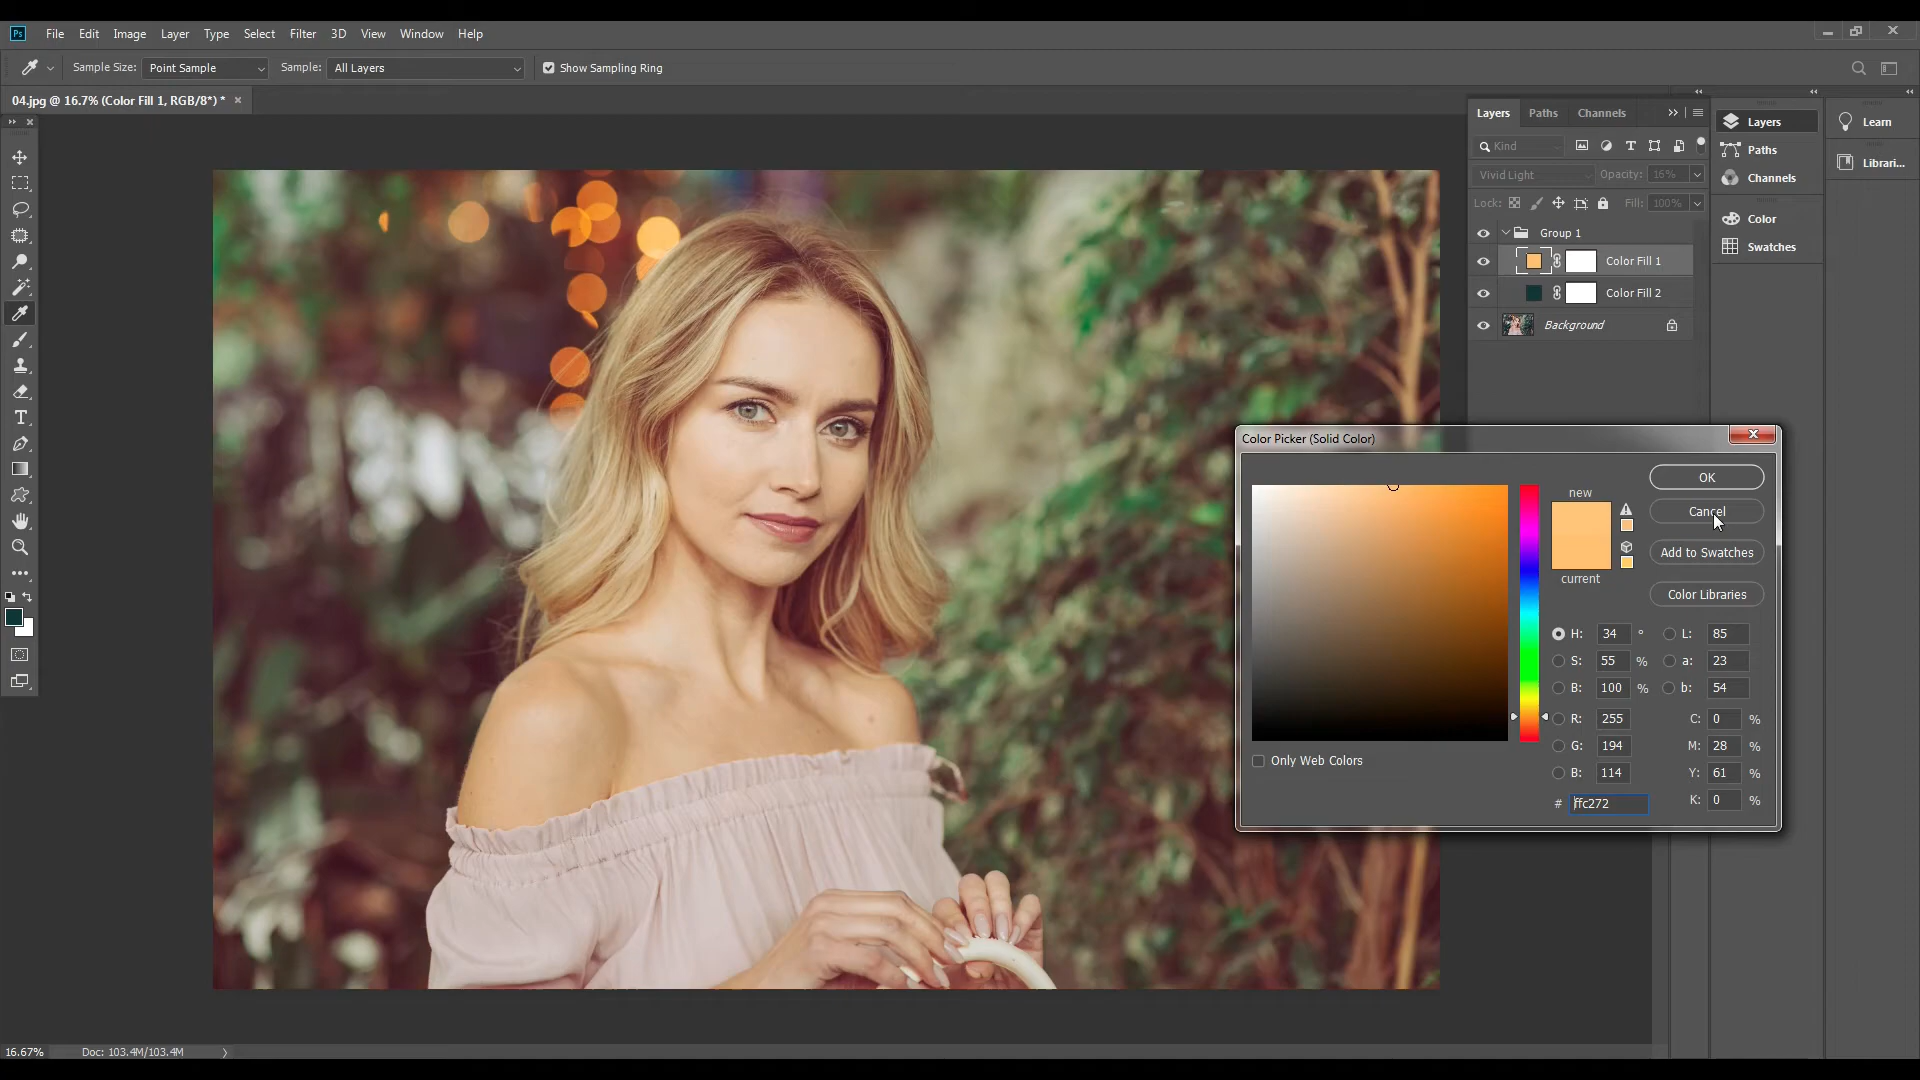 Ps File Edit Image Layer Type Select Filter 3D View Window Help
Sample Size: Point Sample Sample: All Layers Show Sampling Ring
04.jpg @ 16.7% (Color Fill 1, RGB/8*) * ×
Layers Paths Channels
Kind
Vivid Light Opacity: 16%
Lock: Fill: 100%
Group 1
Color Fill 1
Color Fill 2
Background
Layers
Paths
Channels
Color
Swatches
Learn
Librari...
Color Picker (Solid Color)
new
current
OK
Cancel
Add to Swatches
Color Libraries
H: 34 ° L: 85
S: 55 % a: 23
B: 100 % b: 54
R: 255 C: 0 %
G: 194 M: 28 %
B: 114 Y: 61 %
# ffc272 K: 0 %
Only Web Colors
16.67% Doc: 103.4M/103.4M